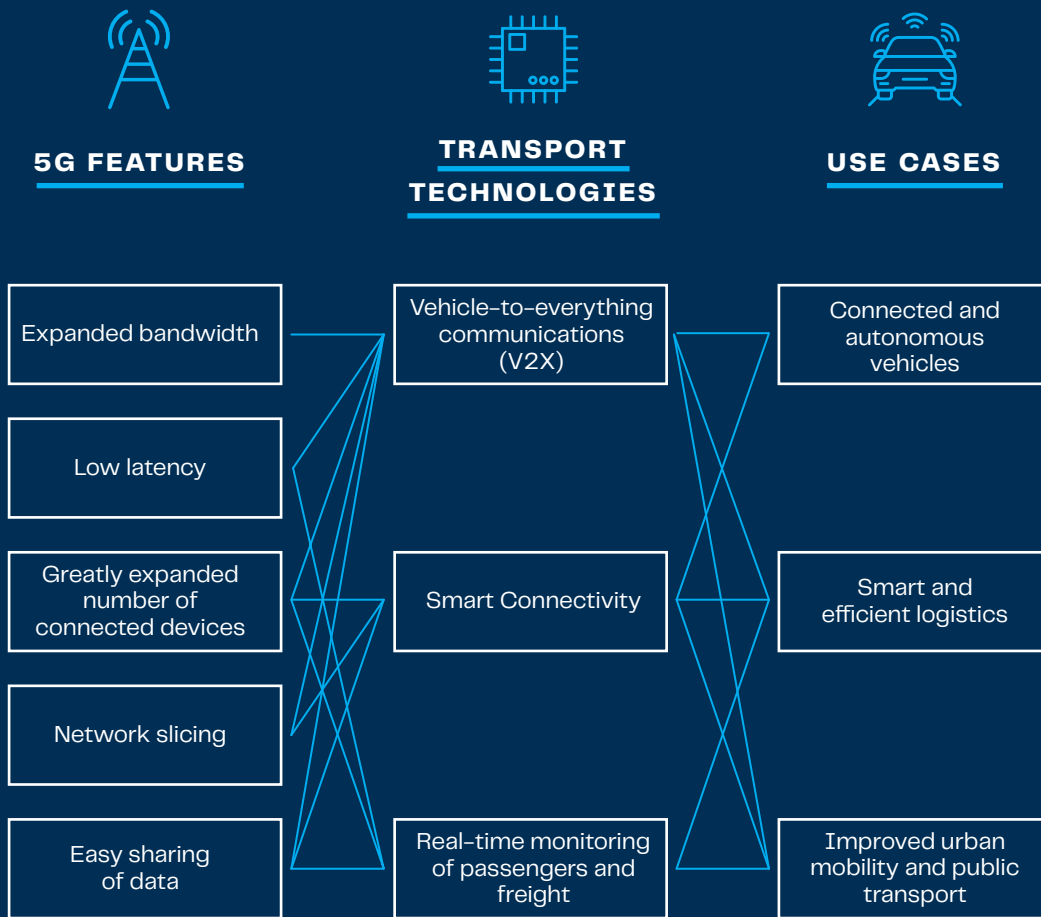 5G FEATURES
TRANSPORT
TECHNOLOGIES
USE CASES
Expanded bandwidth
Low latency
Greatly expanded
number of
connected devices
Network slicing
Easy sharing
of data
Vehicle-to-everything
communications
(V2X)
Smart Connectivity
Real-time monitoring
of passengers and
freight
Connected and
autonomous
vehicles
Smart and
efficient logistics
Improved urban
mobility and public
transport